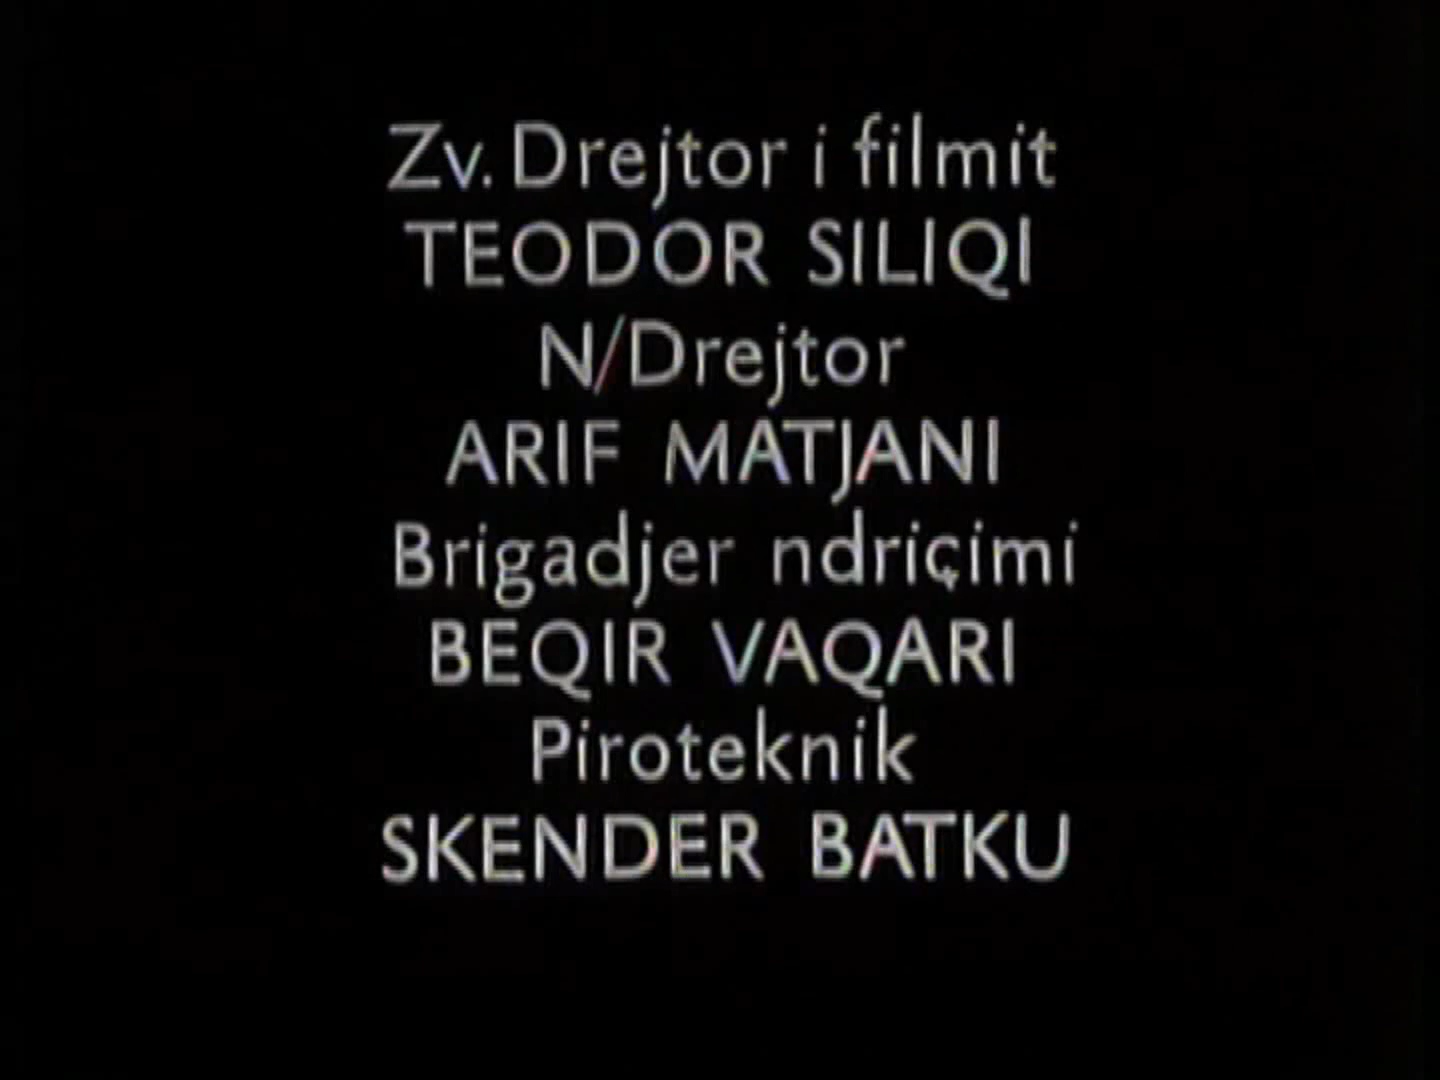 Zv. Drejtor i filmit
TEODOR SILIQI
N/Drejtor
ARIF MATJANI
Brigadjer ndriçimi
BEQIR VAQARI
Piroteknik
SKENDER BATKU